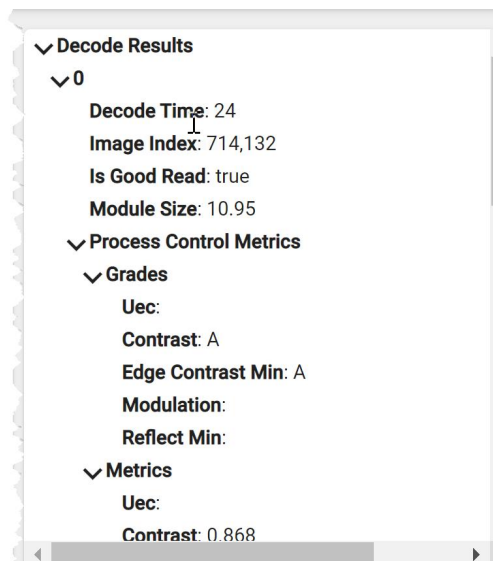 Decode Results
0
Decode Time: 24
Image Index: 714,132
Is Good Read: true
Module Size: 10.95
Process Control Metrics
Grades
Uec:
Contrast: A
Edge Contrast Min: A
Modulation:
Reflect Min:
Metrics
Uec:
Contrast: 0.868